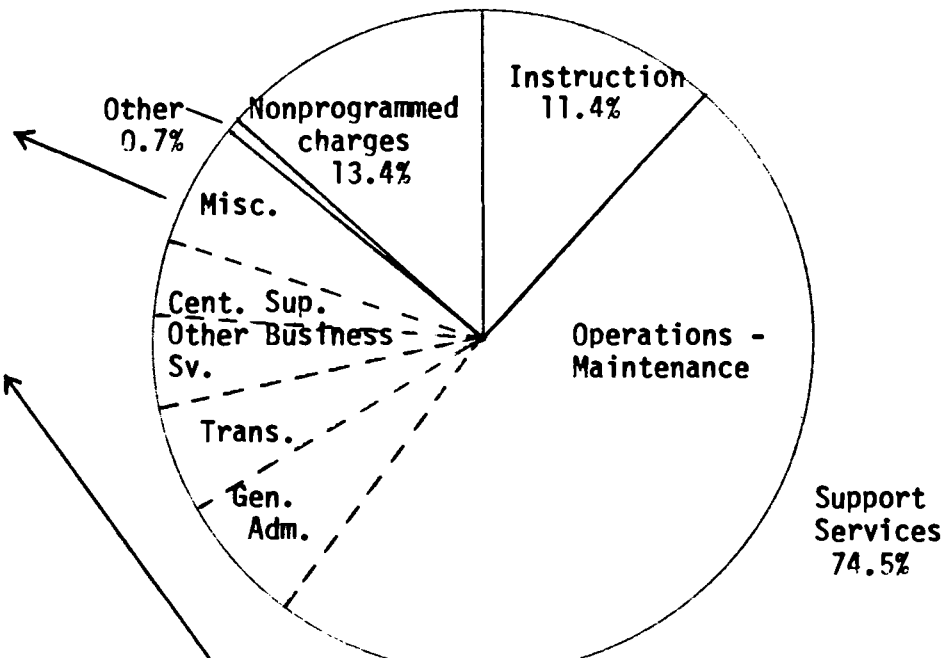 Instruction
11.4%
Other
0.7%
Nonprogrammed
charges
13.4%
Misc.
Cent. Sup.
Other Business
Sv.
Trans.
Gen.
Adm.
Operations -
Maintenance
Support
Services
74.5%